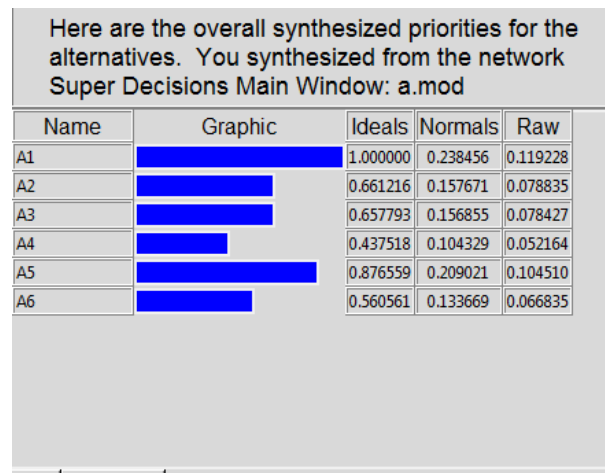 Here are the overall synthesized priorities for the
alternatives. You synthesized from the network
Super Decisions Main Window: a.mod
Name Graphic Ideals Normals Raw
A1 1.000000 0.238456 0.119228
A2 0.661216 0.157671 0.078835
A3 0.657793 0.156855 0.078427
A4 0.437518 0.104329 0.052164
A5 0.876559 0.209021 0.104510
A6 0.560561 0.133669 0.066835